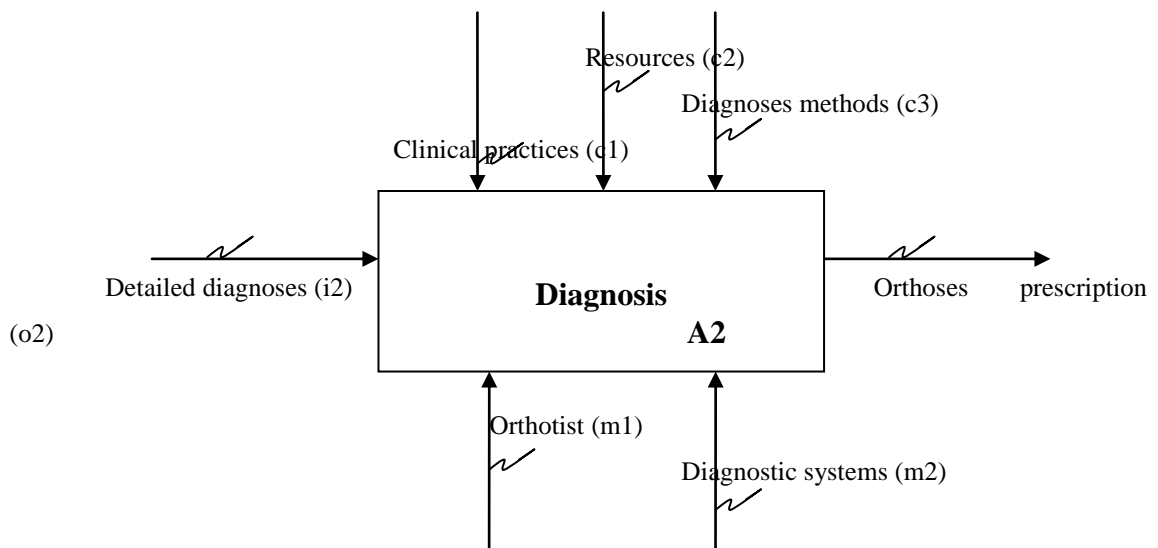 Resources (c2)
Diagnoses methods (c3)
Clinical practices (c1)
Detailed diagnoses (i2)
Orthoses prescription
(o2)
Diagnosis
A2
Orthotist (m1)
Diagnostic systems (m2)